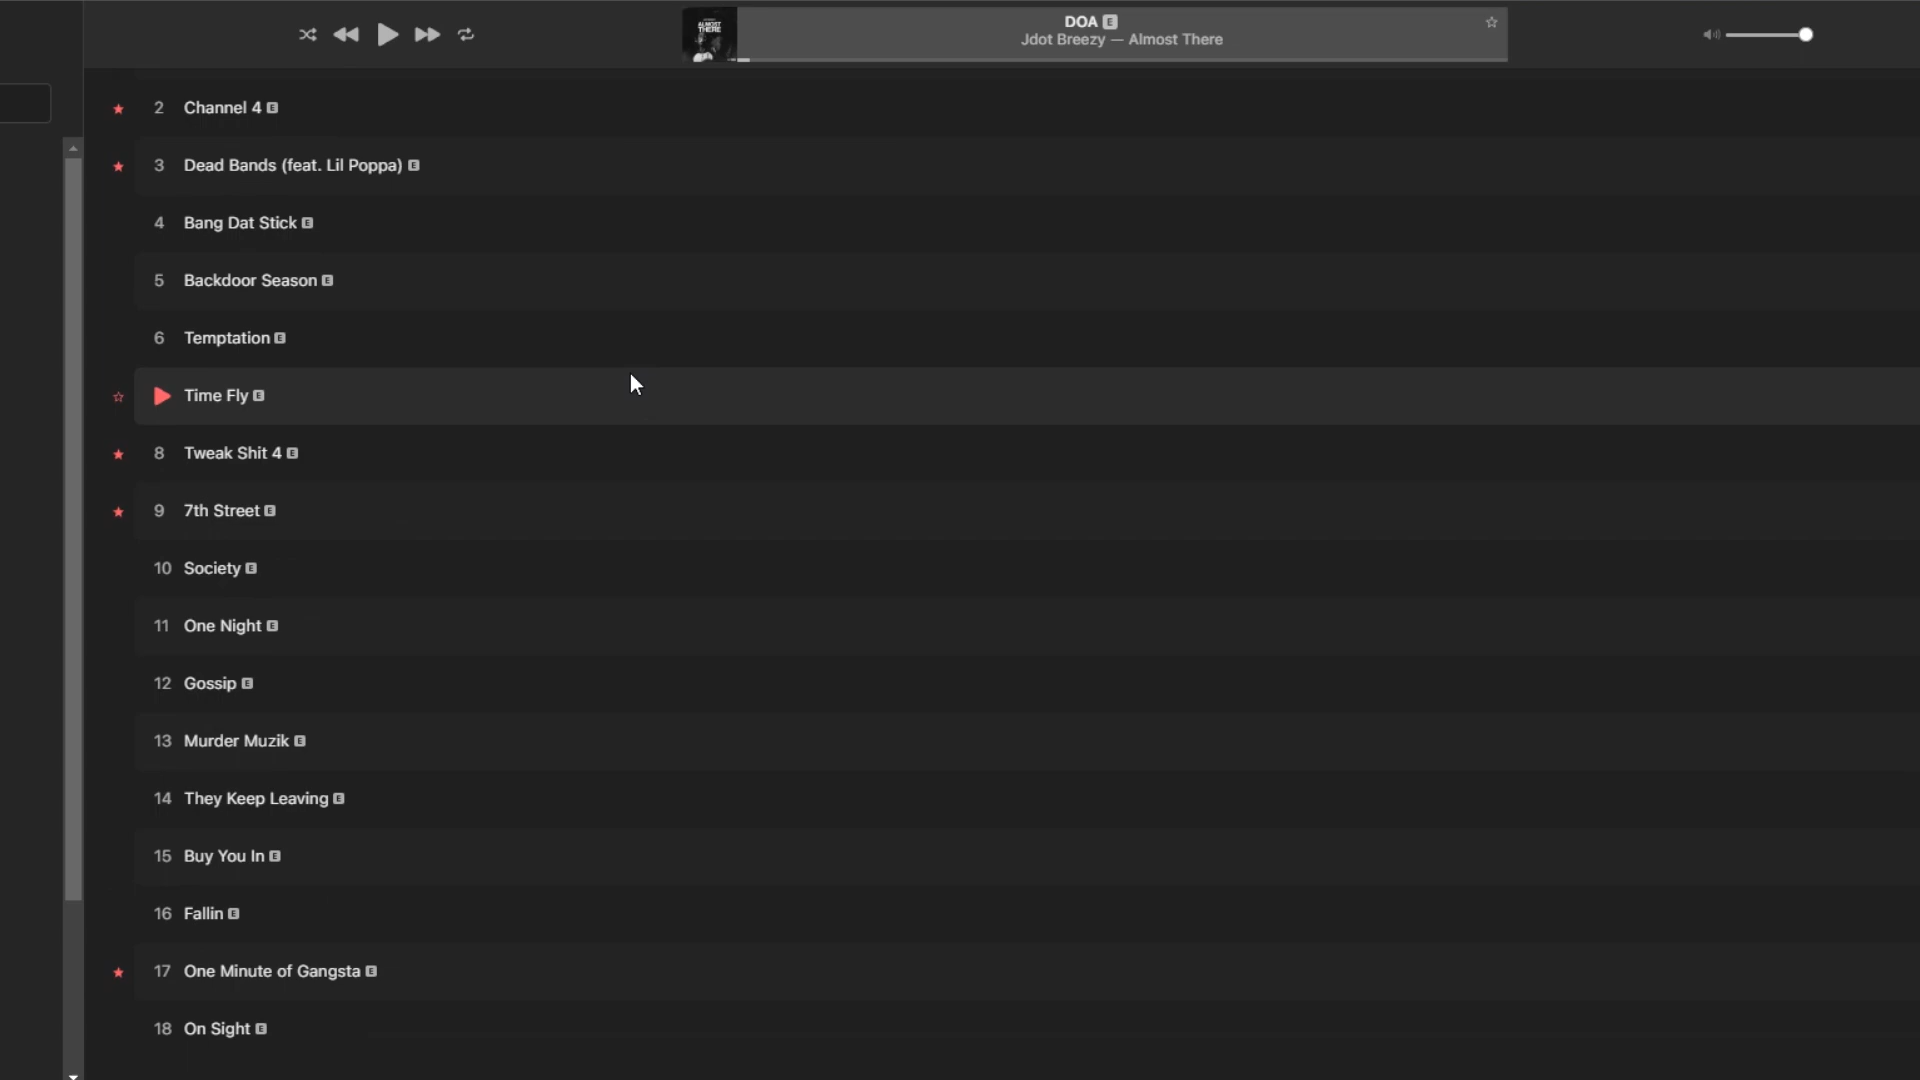 DOA E
Jdot Breezy — Almost There
ALMOST
THERE
2 Channel 4 E
3 Dead Bands (feat. Lil Poppa) E
4 Bang Dat Stick E
5 Backdoor Season E
6 Temptation E
Time Fly E
8 Tweak Shit 4 E
9 7th Street E
10 Society E
11 One Night E
12 Gossip E
13 Murder Muzik E
14 They Keep Leaving E
15 Buy You In E
16 Fallin E
17 One Minute of Gangsta E
18 On Sight E